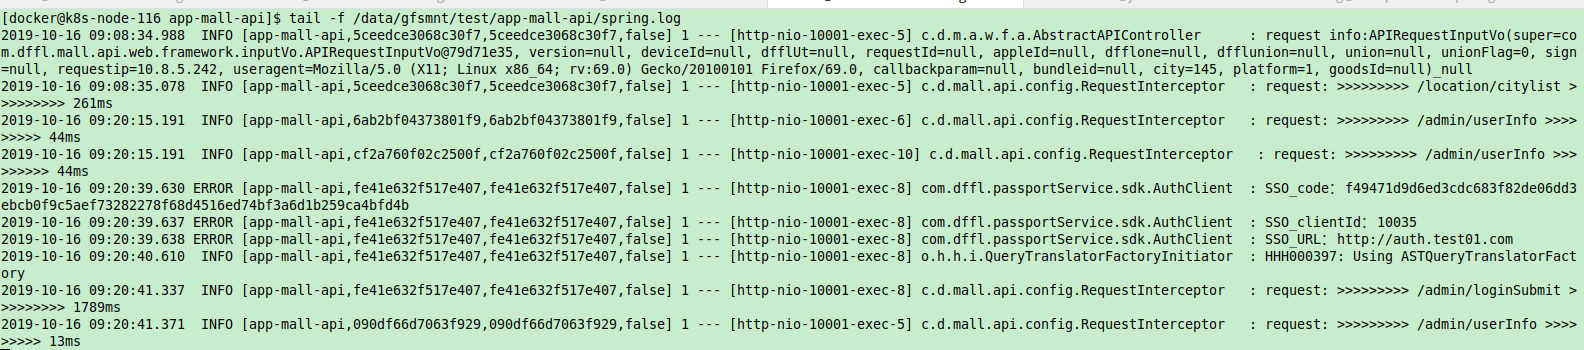 [docker@k8s-node-116 app-mall-api]$ tail -f /data/gfsmnt/test/app-mall-api/spring.log
2019-10-16 09:08:34.988  INFO [app-mall-api,5ceedce3068c30f7,5ceedce3068c30f7,false] 1 --- [http-nio-10001-exec-5] c.d.m.a.w.f.a.AbstractAPIController      : request info:APIRequestInputVo(super=co
m.dffl.mall.api.web.framework.inputVo.APIRequestInputVo@79d71e35, version=null, deviceId=null, dfflUt=null, requestId=null, appleId=null, dfflone=null, dfflunion=null, union=null, unionFlag=0, sign
=null, requestip=10.8.5.242, useragent=Mozilla/5.0 (X11; Linux x86_64; rv:69.0) Gecko/20100101 Firefox/69.0, callbackparam=null, bundleid=null, city=145, platform=1, goodsId=null)_null
2019-10-16 09:08:35.078  INFO [app-mall-api,5ceedce3068c30f7,5ceedce3068c30f7,false] 1 --- [http-nio-10001-exec-5] c.d.mall.api.config.RequestInterceptor   : request: >>>>>>>>> /location/citylist >
>>>>>>>> 261ms
2019-10-16 09:20:15.191  INFO [app-mall-api,6ab2bf04373801f9,6ab2bf04373801f9,false] 1 --- [http-nio-10001-exec-6] c.d.mall.api.config.RequestInterceptor   : request: >>>>>>>>> /admin/userInfo >>>>
>>>>> 44ms
2019-10-16 09:20:15.191  INFO [app-mall-api,cf2a760f02c2500f,cf2a760f02c2500f,false] 1 --- [http-nio-10001-exec-10] c.d.mall.api.config.RequestInterceptor   : request: >>>>>>>>> /admin/userInfo >>>
>>>>>> 44ms
2019-10-16 09:20:39.630 ERROR [app-mall-api,fe41e632f517e407,fe41e632f517e407,false] 1 --- [http-nio-10001-exec-8] com.dffl.passportService.sdk.AuthClient  : SSO_code：f49471d9d6ed3cdc683f82de06dd3
ebcb0f9c5aef73282278f68d4516ed74bf3a6d1b259ca4bfd4b
2019-10-16 09:20:39.637 ERROR [app-mall-api,fe41e632f517e407,fe41e632f517e407,false] 1 --- [http-nio-10001-exec-8] com.dffl.passportService.sdk.AuthClient  : SSO_clientId：10035
2019-10-16 09:20:39.638 ERROR [app-mall-api,fe41e632f517e407,fe41e632f517e407,false] 1 --- [http-nio-10001-exec-8] com.dffl.passportService.sdk.AuthClient  : SSO_URL：http://auth.test01.com
2019-10-16 09:20:40.610  INFO [app-mall-api,fe41e632f517e407,fe41e632f517e407,false] 1 --- [http-nio-10001-exec-8] o.h.h.i.QueryTranslatorFactoryInitiator  : HHH000397: Using ASTQueryTranslatorFact
ory
2019-10-16 09:20:41.337  INFO [app-mall-api,fe41e632f517e407,fe41e632f517e407,false] 1 --- [http-nio-10001-exec-8] c.d.mall.api.config.RequestInterceptor   : request: >>>>>>>>> /admin/loginSubmit >
>>>>>>>> 1789ms
2019-10-16 09:20:41.371  INFO [app-mall-api,090df66d7063f929,090df66d7063f929,false] 1 --- [http-nio-10001-exec-5] c.d.mall.api.config.RequestInterceptor   : request: >>>>>>>>> /admin/userInfo >>>>
>>>>> 13ms